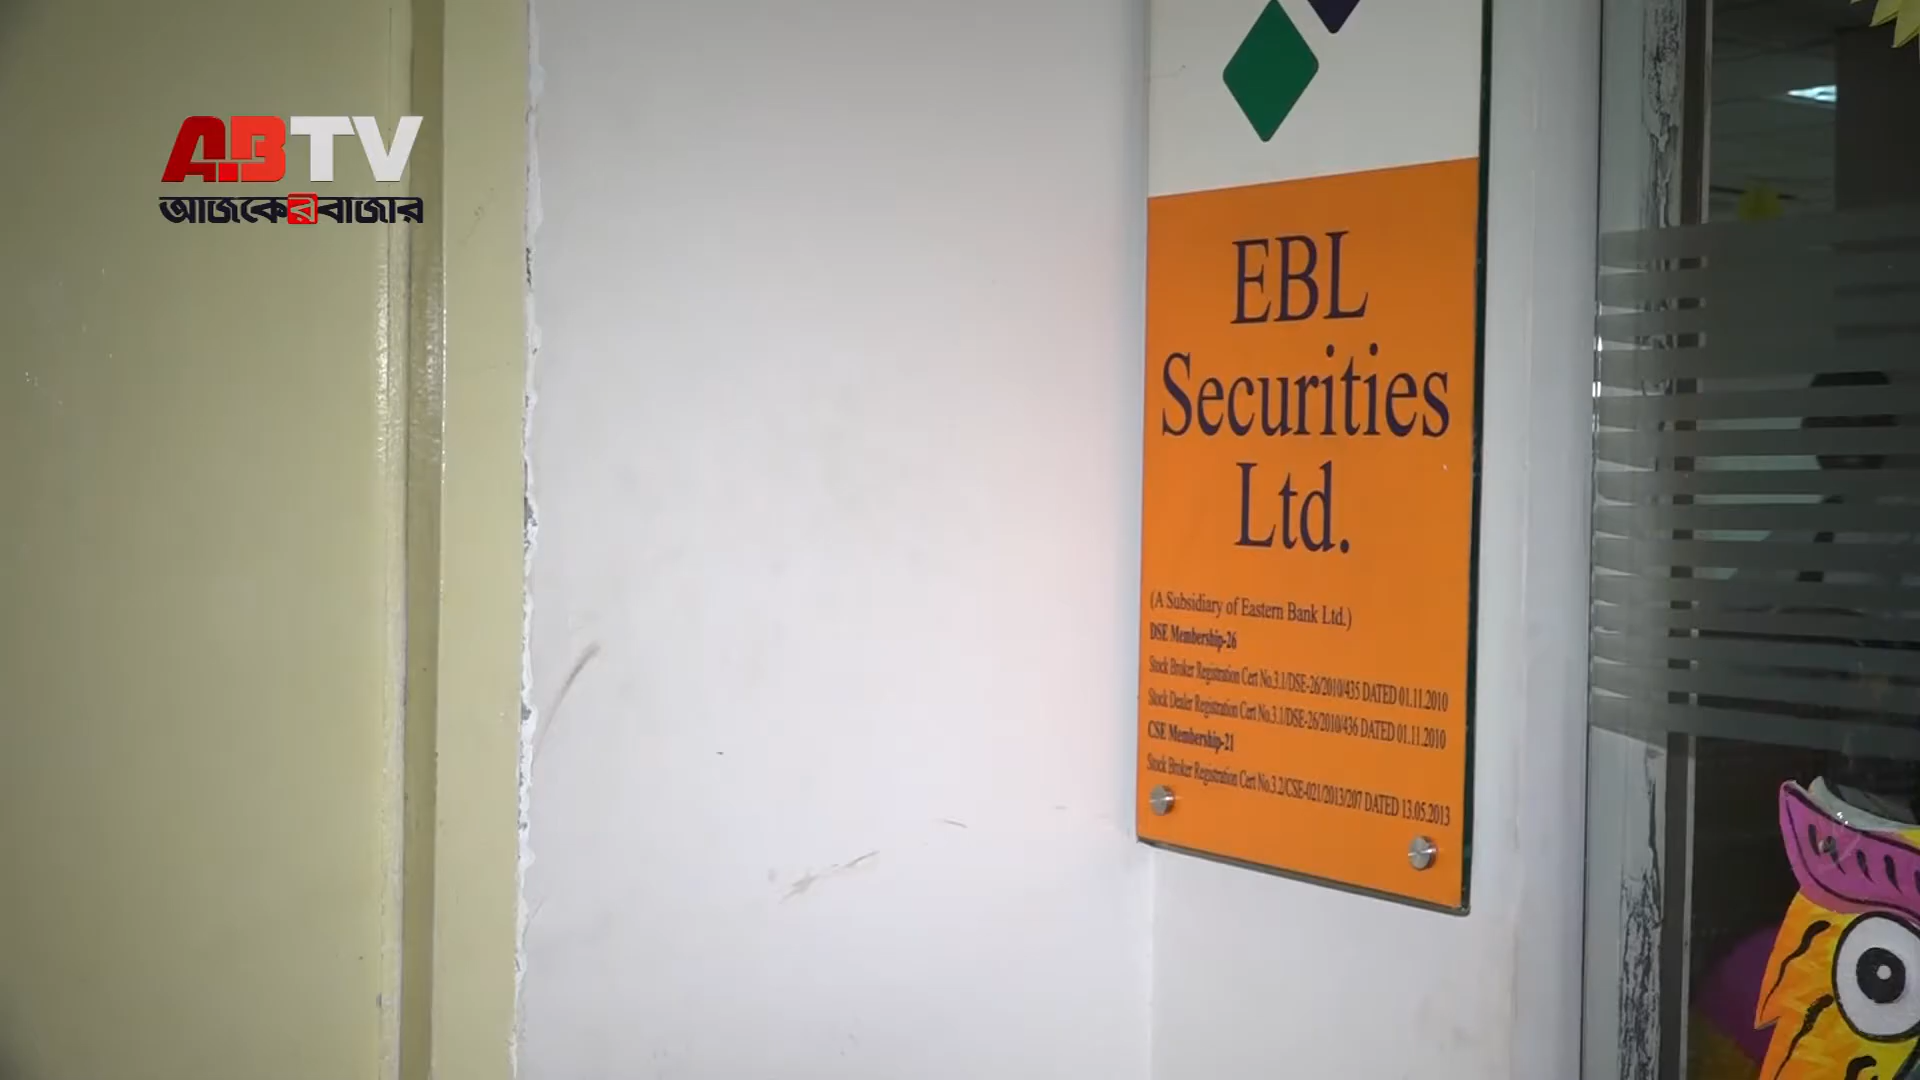 ABTV
আজকেরবাজার
EBL
Securities
Ltd.
(A Subsidiary of Eastern Bank Ltd.)
DSE Membership-26
Stock Broker Registration Cert No.3.1/DSE-26/2010/435 DATED 01.11.2010
Stock Dealer Registration Cert No.3.1/DSE-26/2010/436 DATED 01.11.2010
CSE Membership-21
Stock Broker Registration Cert No.3.2/CSE-021/2013/207 DATED 13.05.2013